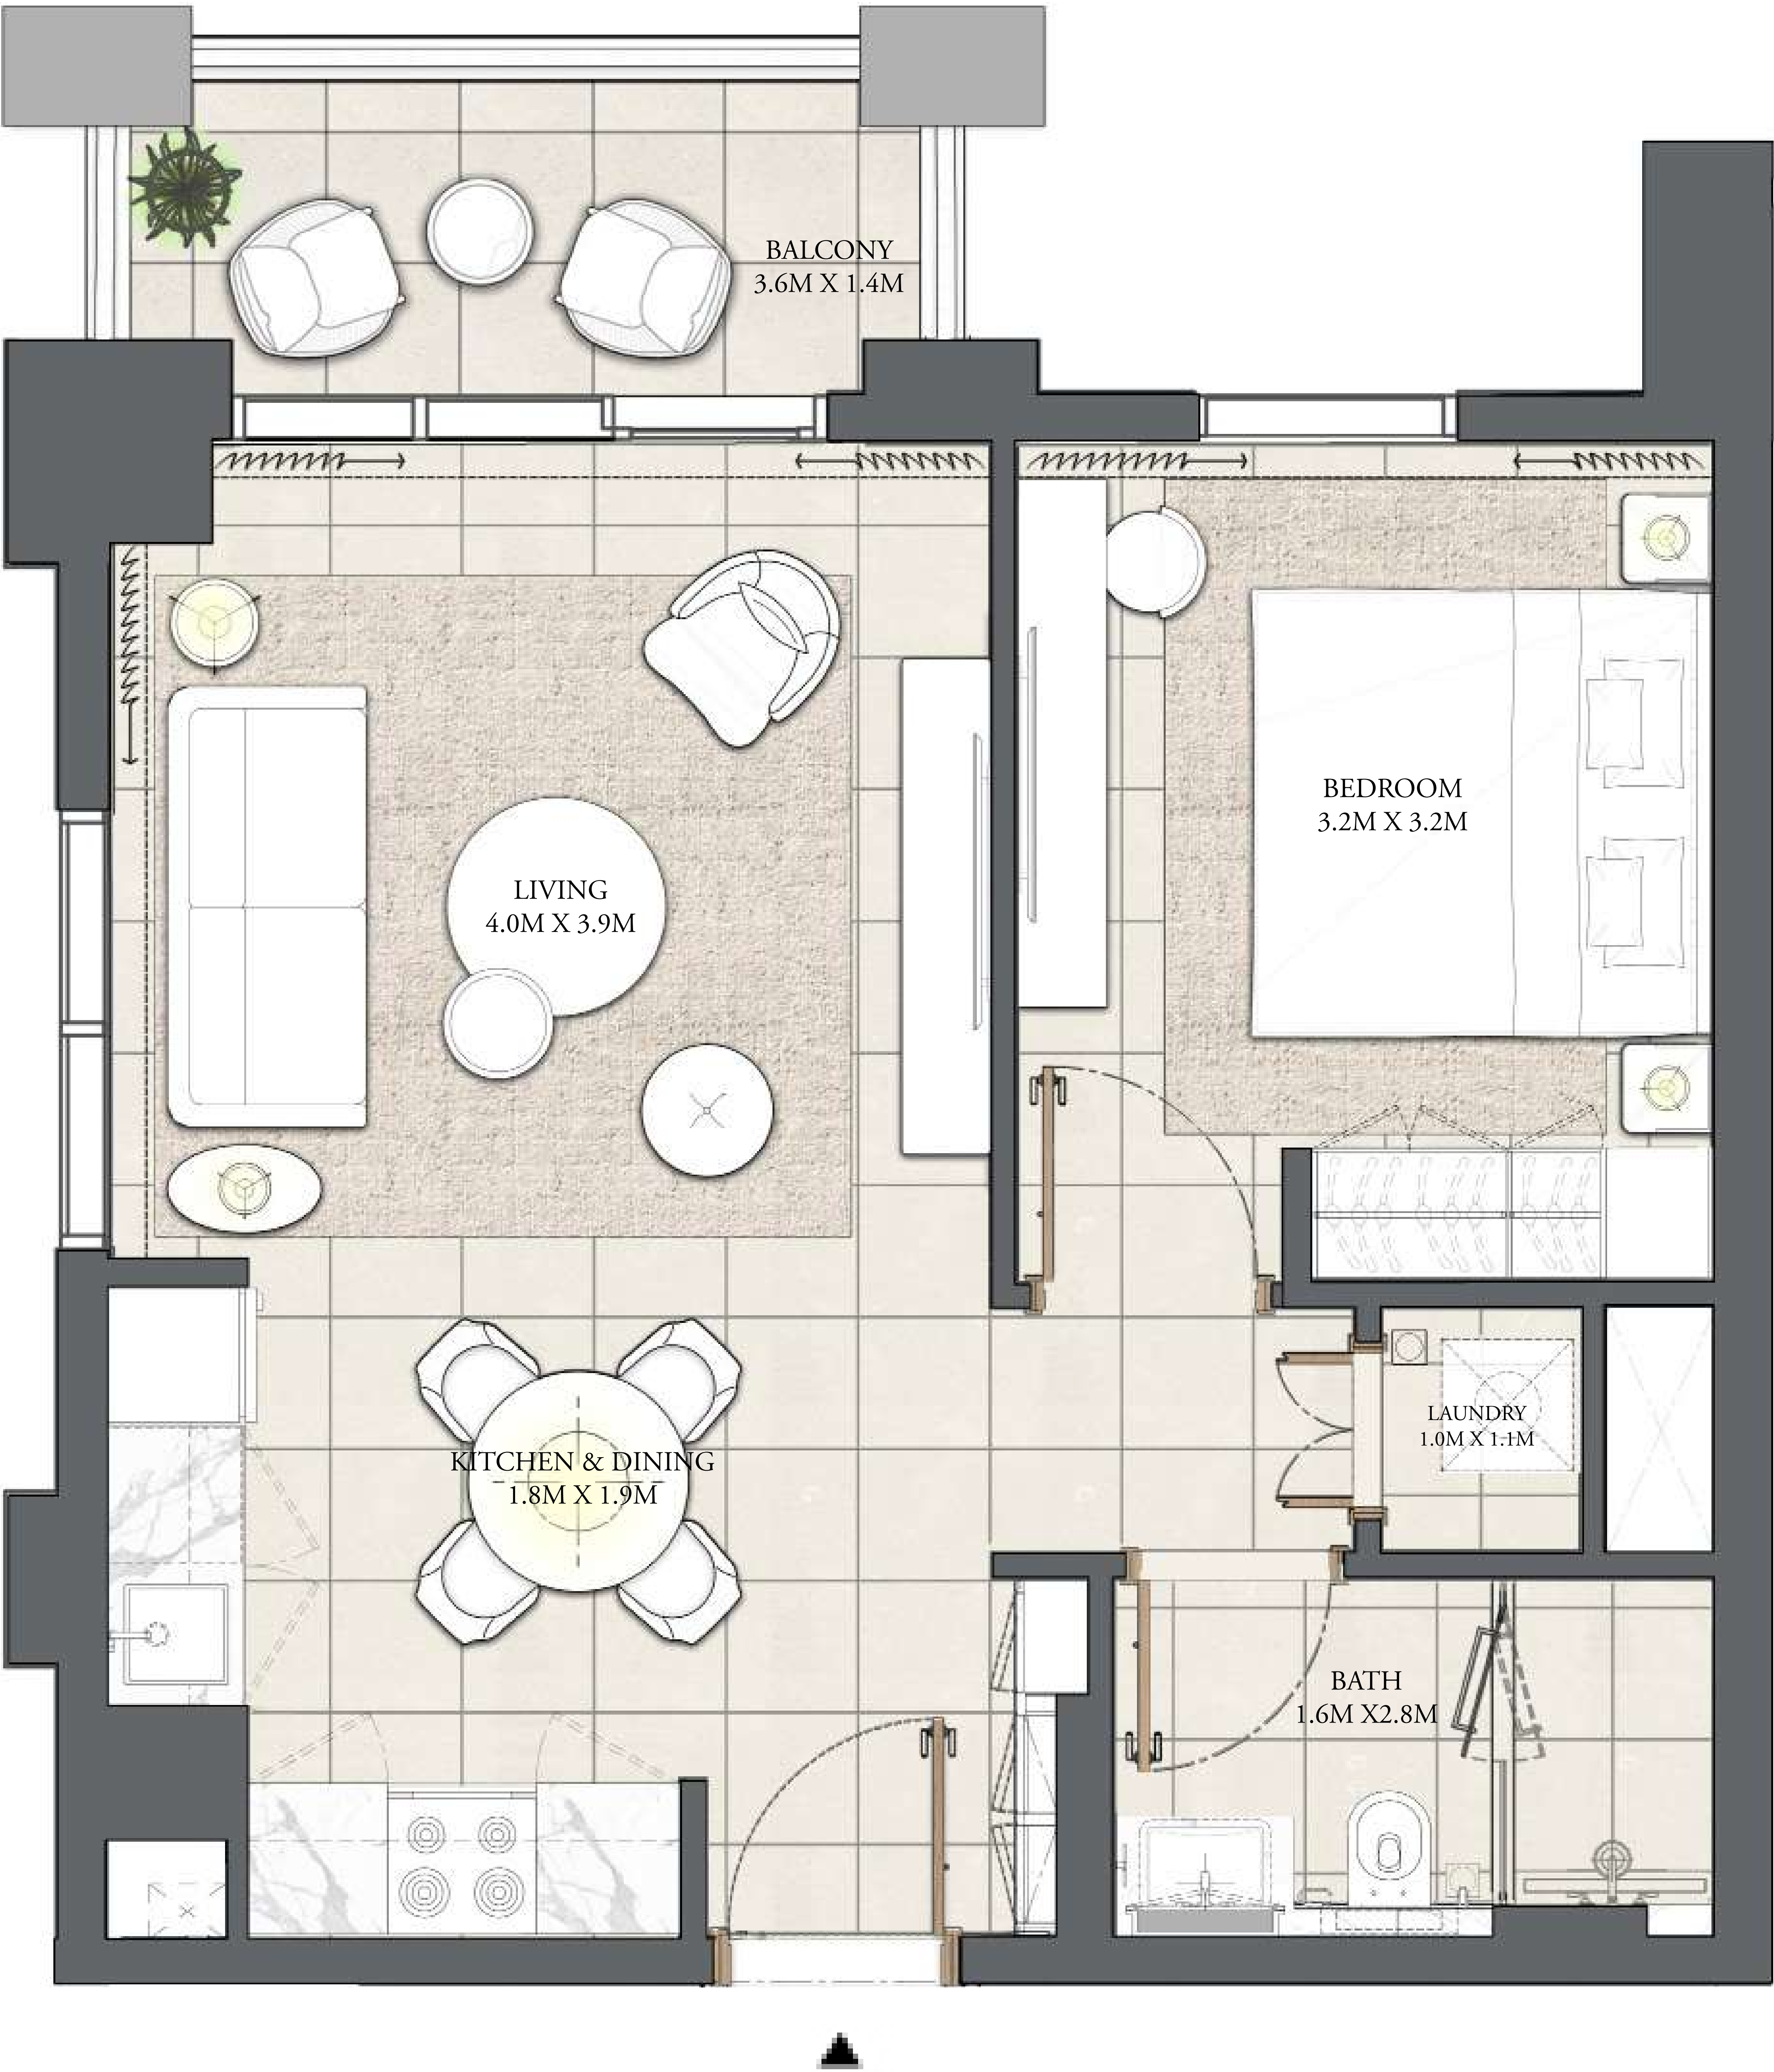 BALCONY
3.6M X 1.4M
BEDROOM
3.2M X 3.2M
LIVING
4.0M X 3.9M
LAUNDRY
1.0M X 1.1M
KITCHEN & DINING
1.8M X 1.9M
BATH
1.6M X2.8M